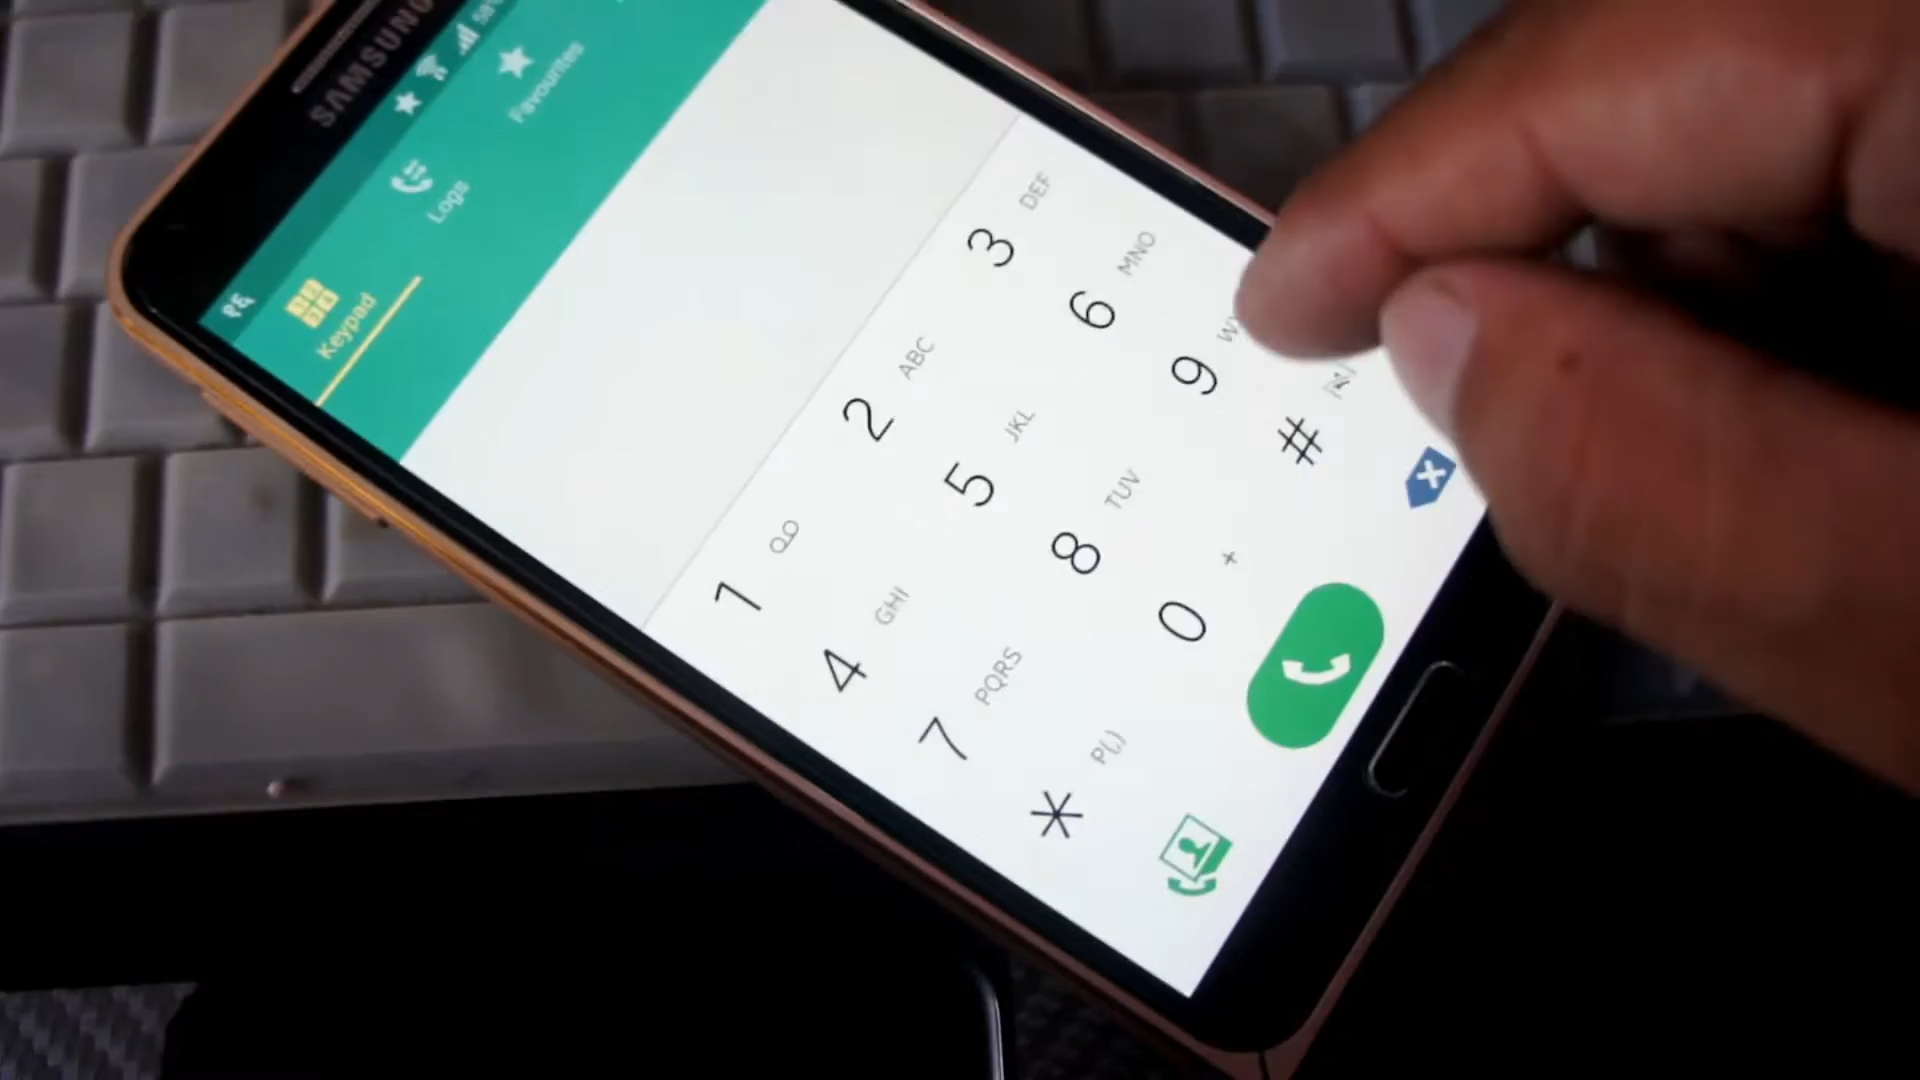 SAMSUNG
58%
Keypad
Logs
Favourites
1
2 ABC
3 DEF
4 GHI
5 JKL
6 MNO
7 PQRS
8 TUV
9
* P(,)
0 +
#